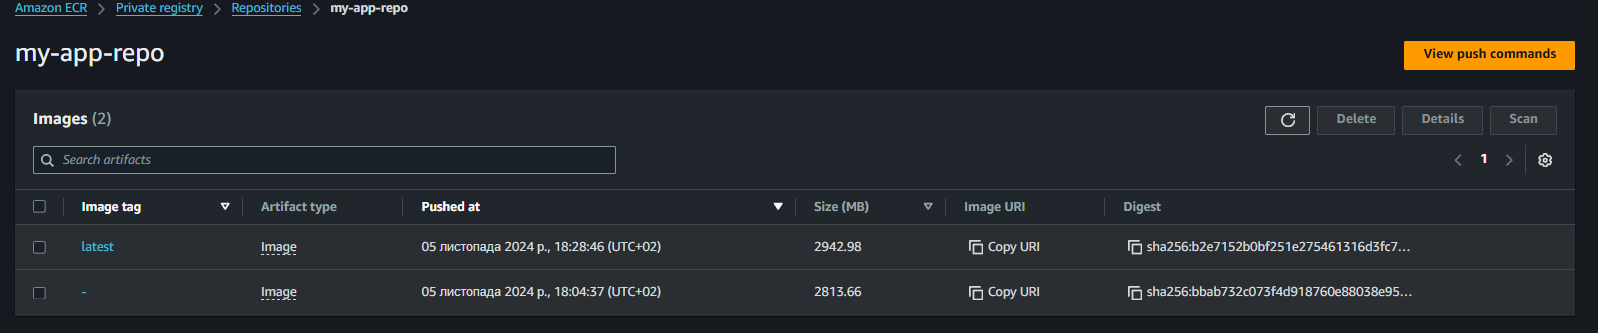 Amazon ECR > Private registry > Repositories > my-app-repo
my-app-repo
View push commands
Images (2)
Delete
Details
Scan
Search artifacts
1
Image tag Artifact type Pushed at Size (MB) Image URI Digest
latest Image 05 листопада 2024 р., 18:28:46 (UTC+02) 2942.98 Copy URI sha256:b2e7152b0bf251e275461316d3fc7...
- Image 05 листопада 2024 р., 18:04:37 (UTC+02) 2813.66 Copy URI sha256:bbab732c073f4d918760e88038e95...